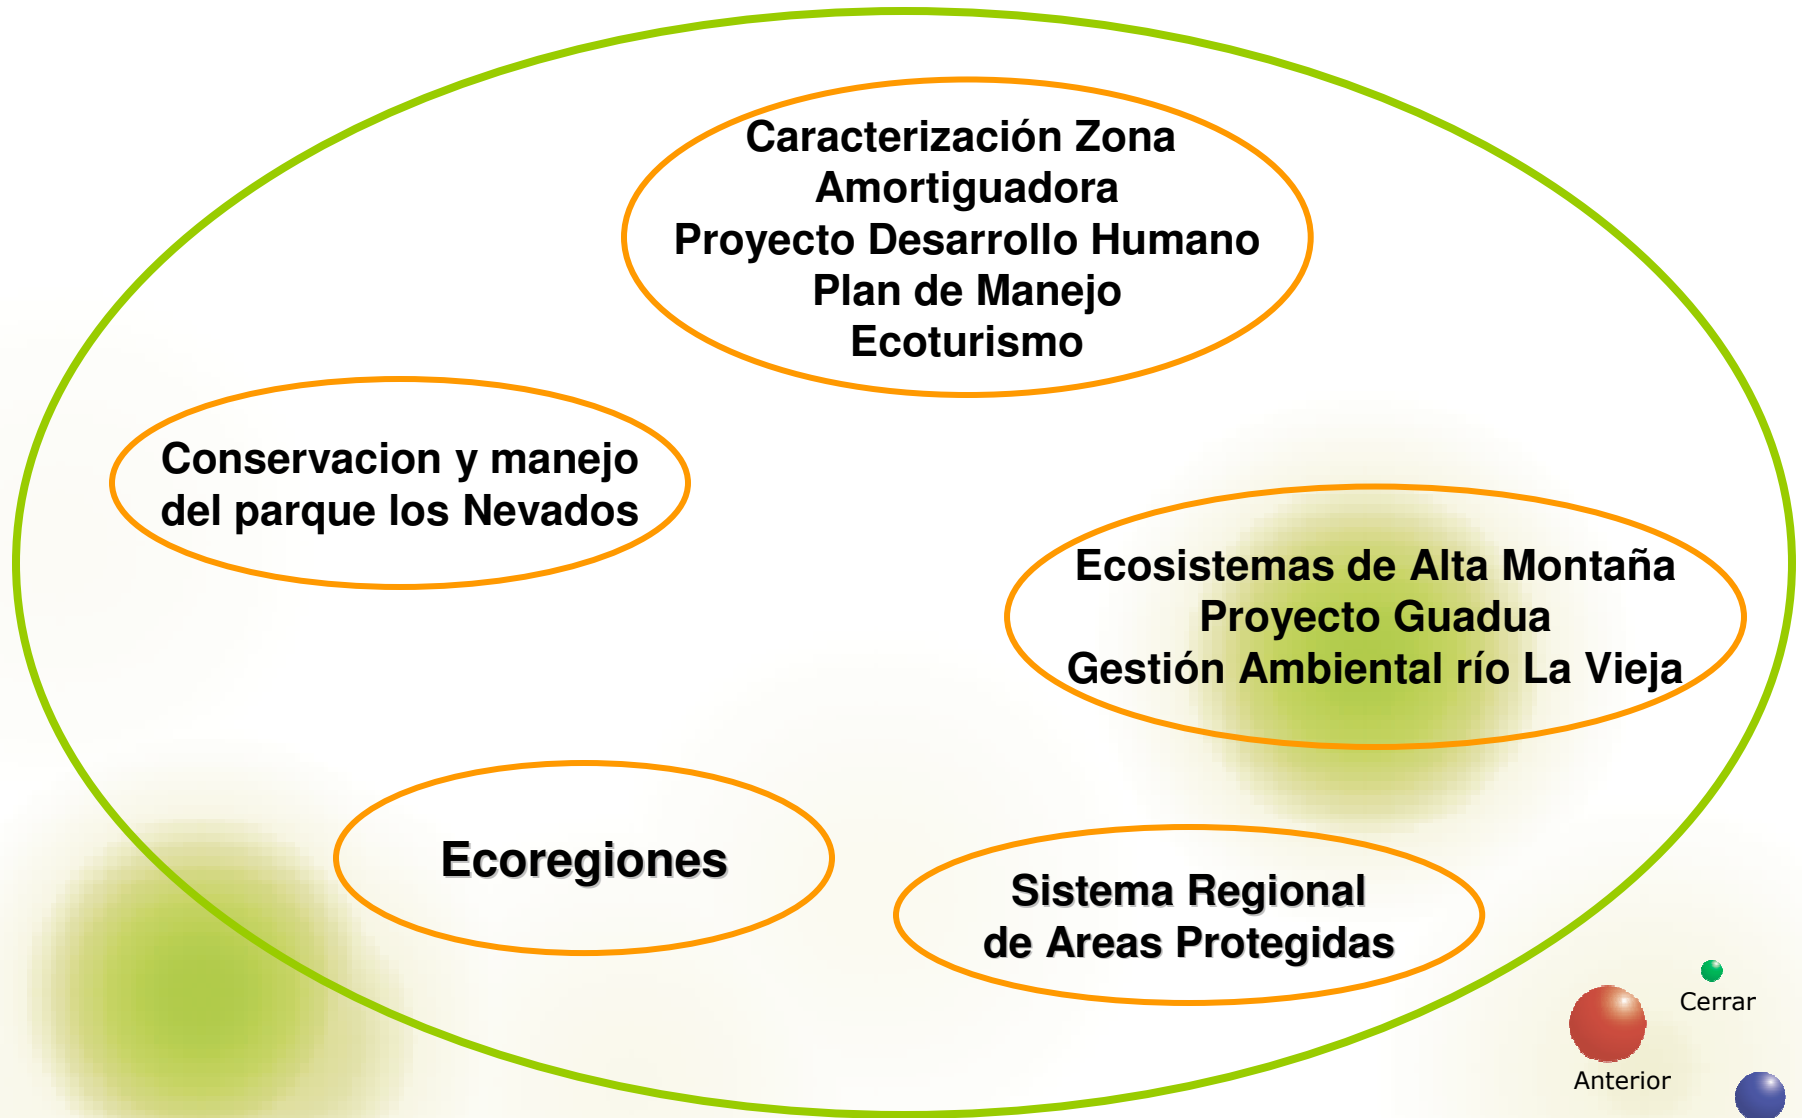 Caracterización Zona
Amortiguadora
Proyecto Desarrollo Humano
Plan de Manejo
Ecoturismo
Conservacion y manejo
del parque los Nevados
Ecosistemas de Alta Montaña
Proyecto Guadua
Gestión Ambiental río La Vieja
Ecoregiones
Sistema Regional
de Areas Protegidas
Cerrar
Anterior